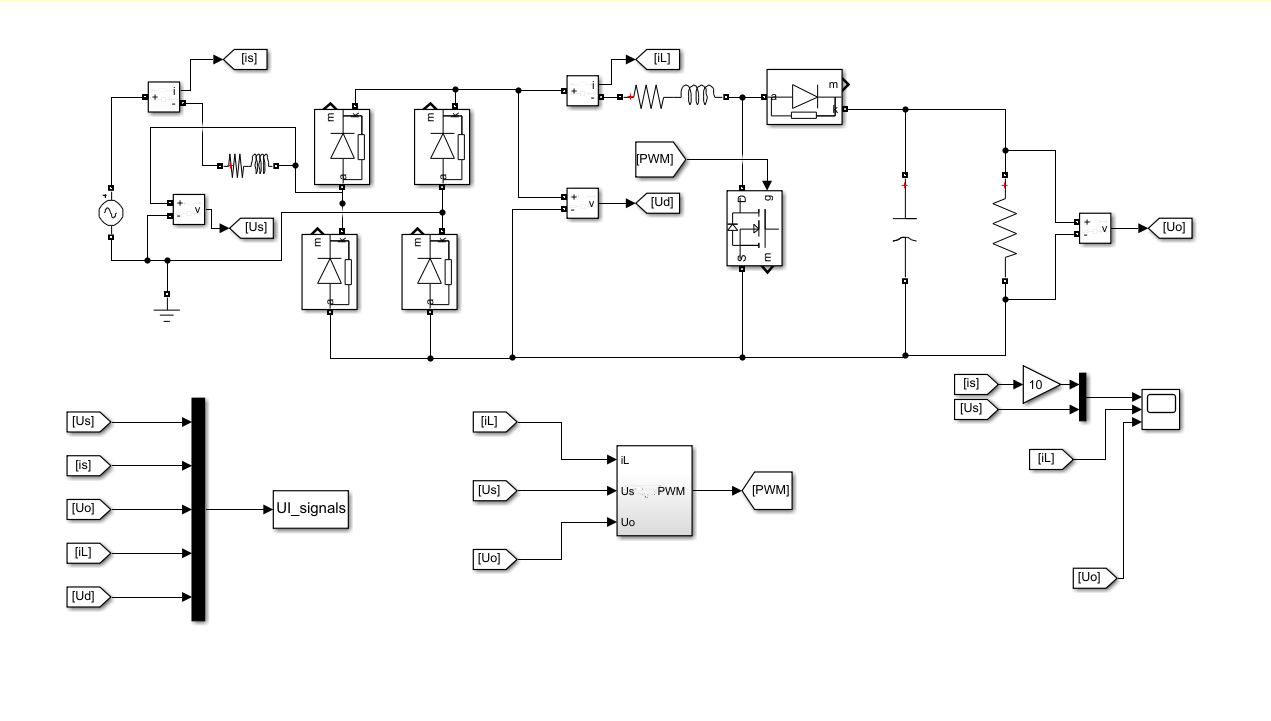 [is]
i
+
-
[iL]
i
+
-
m
k
m
k
a
m
k
a
[PWM]
+
-
v
[Us]
+
-
v
[Ud]
D
g
S
m
+
-
v
[Uo]
m
k
a
m
k
a
[is]
10
[Us]
[iL]
[Uo]
[Us]
[is]
[Uo]
[iL]
[Ud]
UI_signals
[iL]
[Us]
[Uo]
iL
Us
PWM
Uo
[PWM]